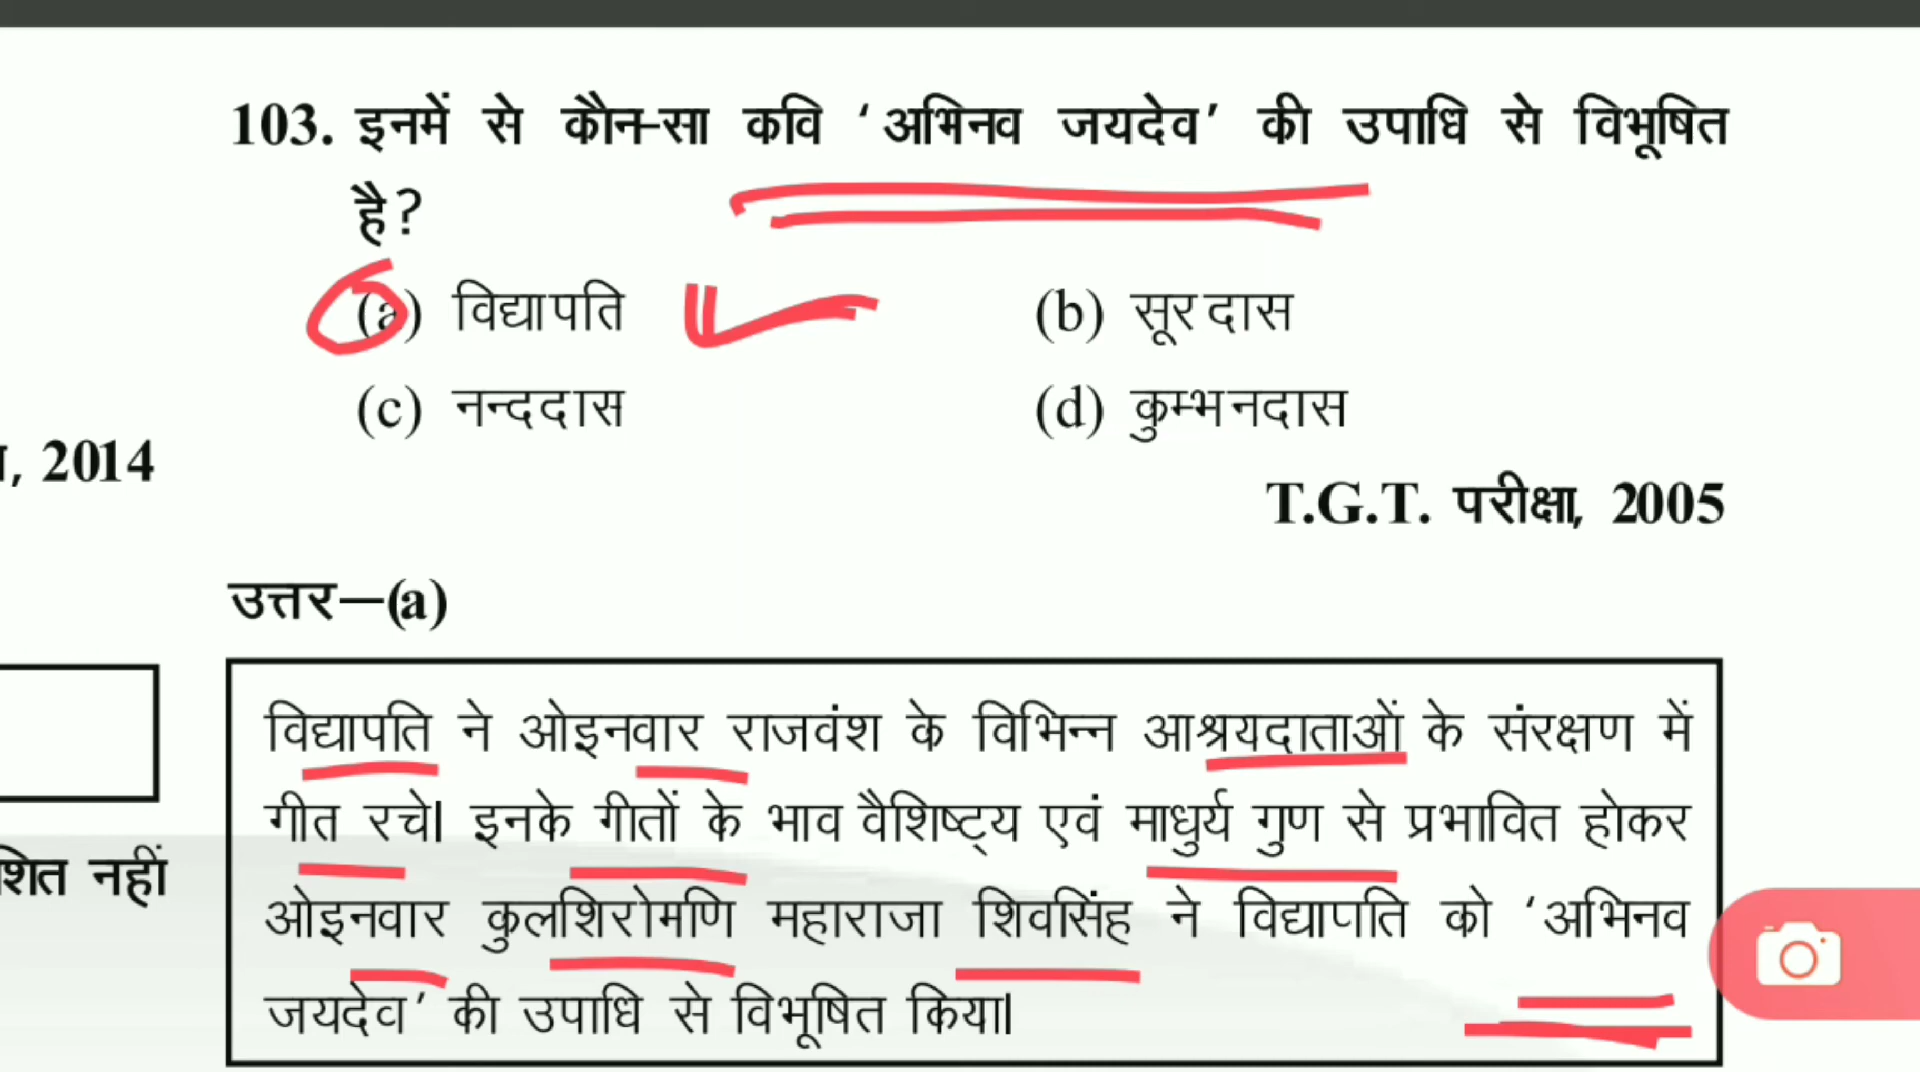 103. इनमें से कौन-सा कवि ‘अभिनव जयदेव’ की उपाधि से विभूषित
है?
(a) विद्यापति (b) सूरदास
(c) नन्ददास (d) कुम्भनदास
, 2014
T.G.T. परीक्षा, 2005
उत्तर—(a)
विद्यापति ने ओइनवार राजवंश के विभिन्न आश्रयदाताओं के संरक्षण में
गीत रचे। इनके गीतों के भाव वैशिष्ट्य एवं माधुर्य गुण से प्रभावित होकर
शित नहीं
ओइनवार कुलशिरोमणि महाराजा शिवसिंह ने विद्यापति को ‘अभिनव
जयदेव’ की उपाधि से विभूषित किया।